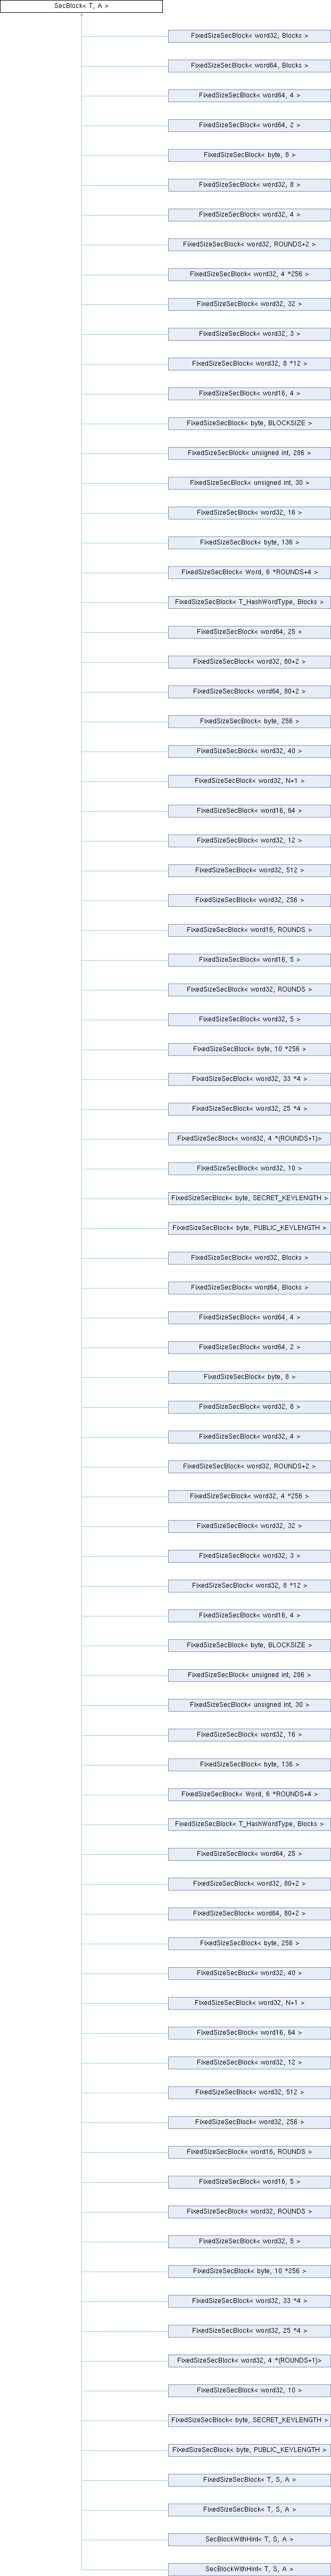 SecBlock< T, A >
FixedSizeSecBlock< word32, Blocks >
FixedSizeSecBlock< word64, Blocks >
FixedSizeSecBlock< word64, 4 >
FixedSizeSecBlock< word64, 2 >
FixedSizeSecBlock< byte, 8 >
FixedSizeSecBlock< word32, 8 >
FixedSizeSecBlock< word32, 4 >
FixedSizeSecBlock< word32, ROUNDS+2 >
FixedSizeSecBlock< word32, 4 *256 >
FixedSizeSecBlock< word32, 32 >
FixedSizeSecBlock< word32, 3 >
FixedSizeSecBlock< word32, 8 *12 >
FixedSizeSecBlock< word16, 4 >
FixedSizeSecBlock< byte, BLOCKSIZE >
FixedSizeSecBlock< unsigned int, 286 >
FixedSizeSecBlock< unsigned int, 30 >
FixedSizeSecBlock< word32, 16 >
FixedSizeSecBlock< byte, 136 >
FixedSizeSecBlock< Word, 6 *ROUNDS+4 >
FixedSizeSecBlock< T_HashWordType, Blocks >
FixedSizeSecBlock< word64, 25 >
FixedSizeSecBlock< word32, 80+2 >
FixedSizeSecBlock< word64, 80+2 >
FixedSizeSecBlock< byte, 256 >
FixedSizeSecBlock< word32, 40 >
FixedSizeSecBlock< word32, N+1 >
FixedSizeSecBlock< word16, 64 >
FixedSizeSecBlock< word32, 12 >
FixedSizeSecBlock< word32, 512 >
FixedSizeSecBlock< word32, 256 >
FixedSizeSecBlock< word16, ROUNDS >
FixedSizeSecBlock< word16, 5 >
FixedSizeSecBlock< word32, ROUNDS >
FixedSizeSecBlock< word32, 5 >
FixedSizeSecBlock< byte, 10 *256 >
FixedSizeSecBlock< word32, 33 *4 >
FixedSizeSecBlock< word32, 25 *4 >
FixedSizeSecBlock< word32, 4 *(ROUNDS+1)>
FixedSizeSecBlock< word32, 10 >
FixedSizeSecBlock< byte, SECRET_KEYLENGTH >
FixedSizeSecBlock< byte, PUBLIC_KEYLENGTH >
FixedSizeSecBlock< word32, Blocks >
FixedSizeSecBlock< word64, Blocks >
FixedSizeSecBlock< word64, 4 >
FixedSizeSecBlock< word64, 2 >
FixedSizeSecBlock< byte, 8 >
FixedSizeSecBlock< word32, 8 >
FixedSizeSecBlock< word32, 4 >
FixedSizeSecBlock< word32, ROUNDS+2 >
FixedSizeSecBlock< word32, 4 *256 >
FixedSizeSecBlock< word32, 32 >
FixedSizeSecBlock< word32, 3 >
FixedSizeSecBlock< word32, 8 *12 >
FixedSizeSecBlock< word16, 4 >
FixedSizeSecBlock< byte, BLOCKSIZE >
FixedSizeSecBlock< unsigned int, 286 >
FixedSizeSecBlock< unsigned int, 30 >
FixedSizeSecBlock< word32, 16 >
FixedSizeSecBlock< byte, 136 >
FixedSizeSecBlock< Word, 6 *ROUNDS+4 >
FixedSizeSecBlock< T_HashWordType, Blocks >
FixedSizeSecBlock< word64, 25 >
FixedSizeSecBlock< word32, 80+2 >
FixedSizeSecBlock< word64, 80+2 >
FixedSizeSecBlock< byte, 256 >
FixedSizeSecBlock< word32, 40 >
FixedSizeSecBlock< word32, N+1 >
FixedSizeSecBlock< word16, 64 >
FixedSizeSecBlock< word32, 12 >
FixedSizeSecBlock< word32, 512 >
FixedSizeSecBlock< word32, 256 >
FixedSizeSecBlock< word16, ROUNDS >
FixedSizeSecBlock< word16, 5 >
FixedSizeSecBlock< word32, ROUNDS >
FixedSizeSecBlock< word32, 5 >
FixedSizeSecBlock< byte, 10 *256 >
FixedSizeSecBlock< word32, 33 *4 >
FixedSizeSecBlock< word32, 25 *4 >
FixedSizeSecBlock< word32, 4 *(ROUNDS+1)>
FixedSizeSecBlock< word32, 10 >
FixedSizeSecBlock< byte, SECRET_KEYLENGTH >
FixedSizeSecBlock< byte, PUBLIC_KEYLENGTH >
FixedSizeSecBlock< T, S, A >
FixedSizeSecBlock< T, S, A >
SecBlockWithHint< T, S, A >
SecBlockWithHint< T, S, A >